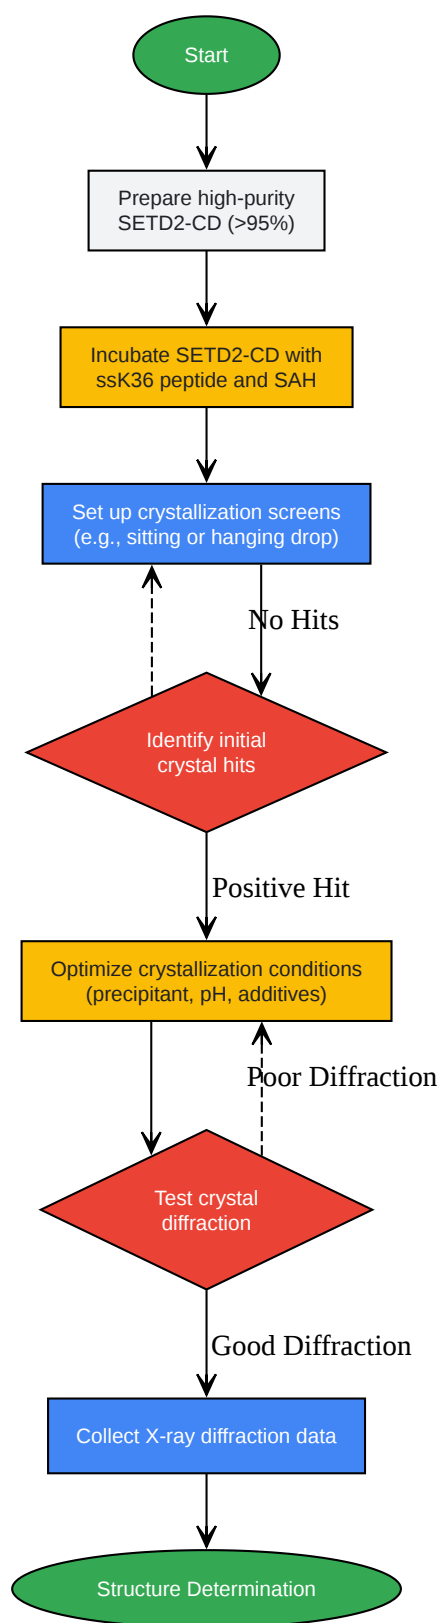 Start
Prepare high-purity
SETD2-CD (>95%)
Incubate SETD2-CD with
ssK36 peptide and SAH
Set up crystallization screens
(e.g., sitting or hanging drop)
No Hits
Identify initial
crystal hits
Positive Hit
Optimize crystallization conditions
(precipitant, pH, additives)
Poor Diffraction
Test crystal
diffraction
Good Diffraction
Collect X-ray diffraction data
Structure Determination